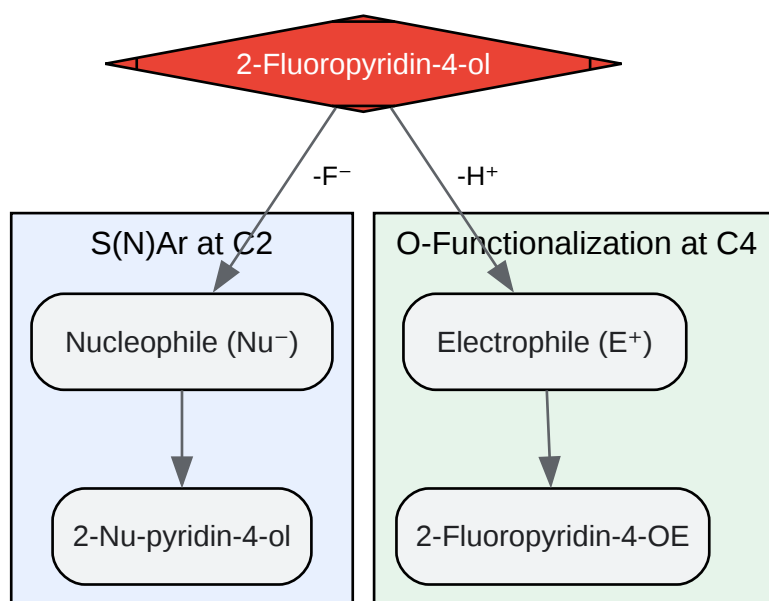 2-Fluoropyridin-4-ol
-F⁻
-H⁺
S(N)Ar at C2
O-Functionalization at C4
Nucleophile (Nu⁻)
Electrophile (E⁺)
2-Nu-pyridin-4-ol
2-Fluoropyridin-4-OE